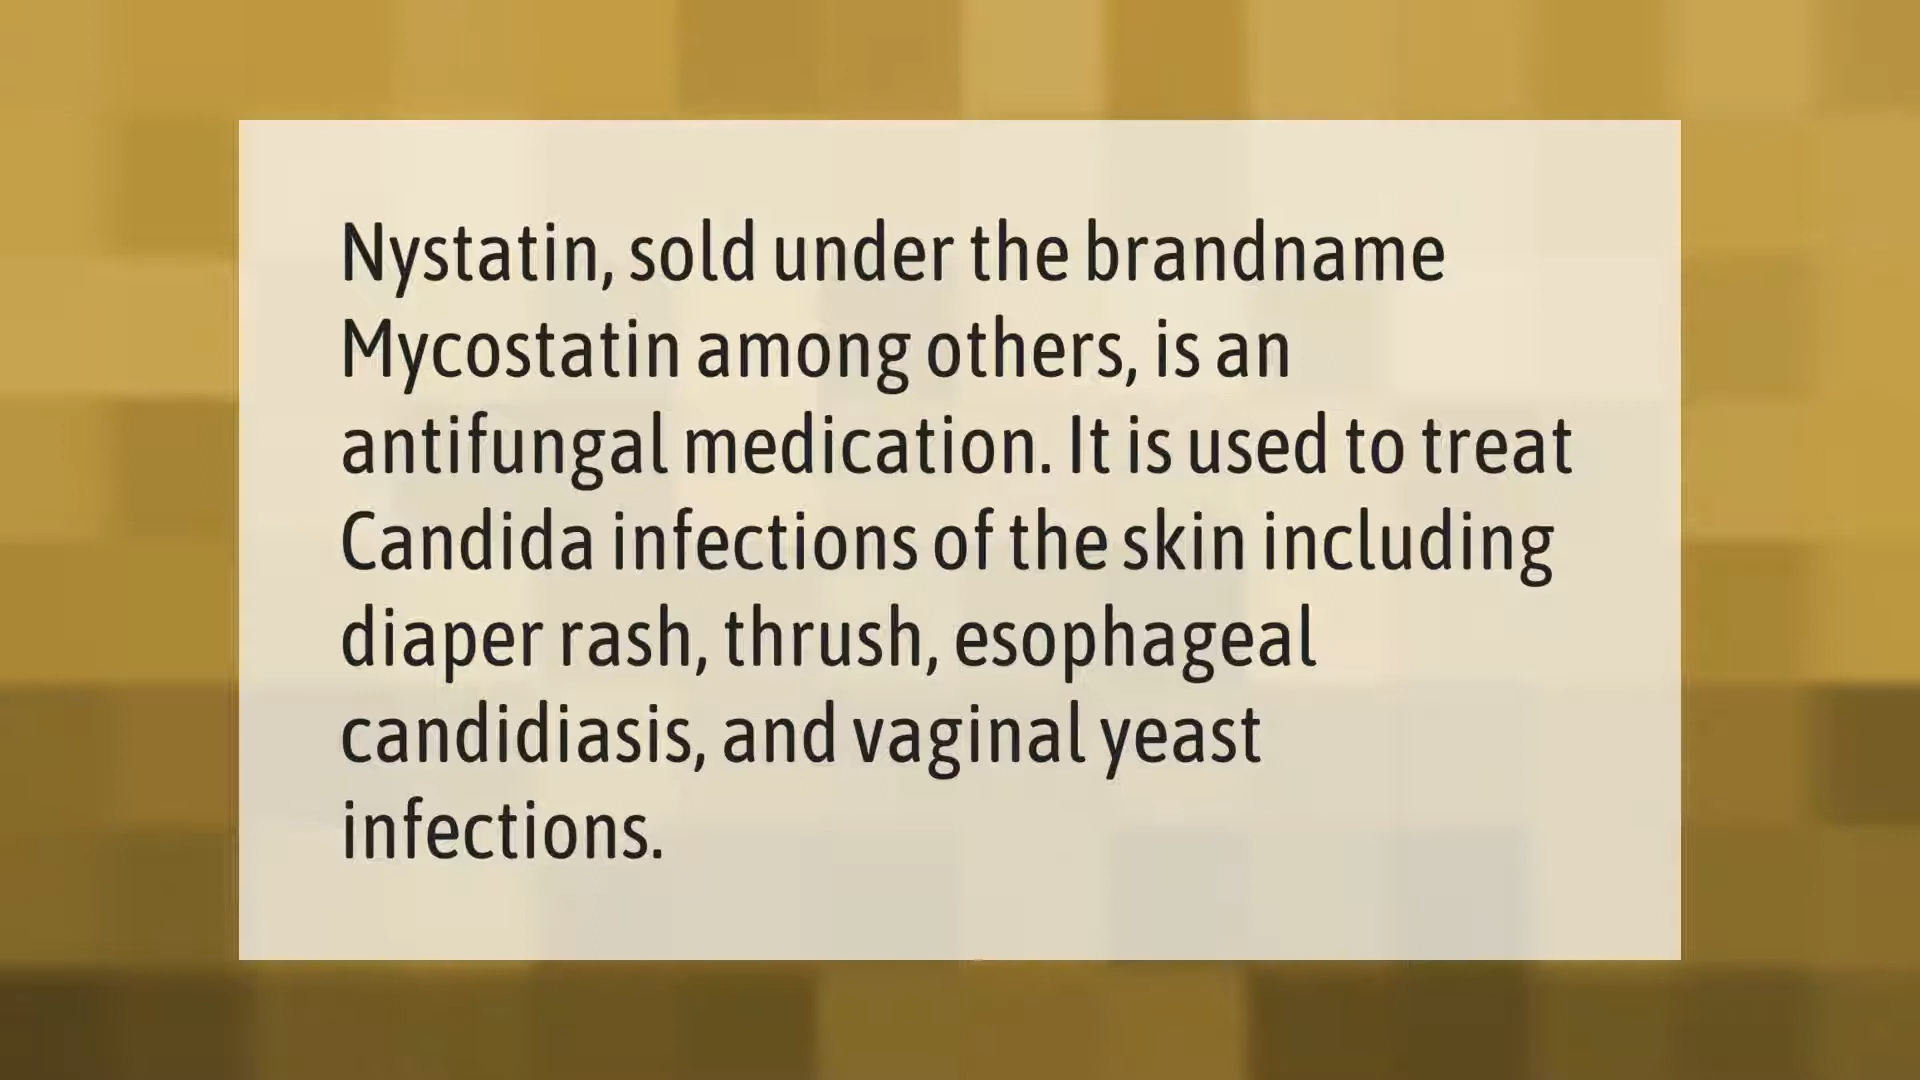 Nystatin, sold under the brandname
Mycostatin among others, is an
antifungal medication. It is used to treat
Candida infections of the skin including
diaper rash, thrush, esophageal
candidiasis, and vaginal yeast
infections.